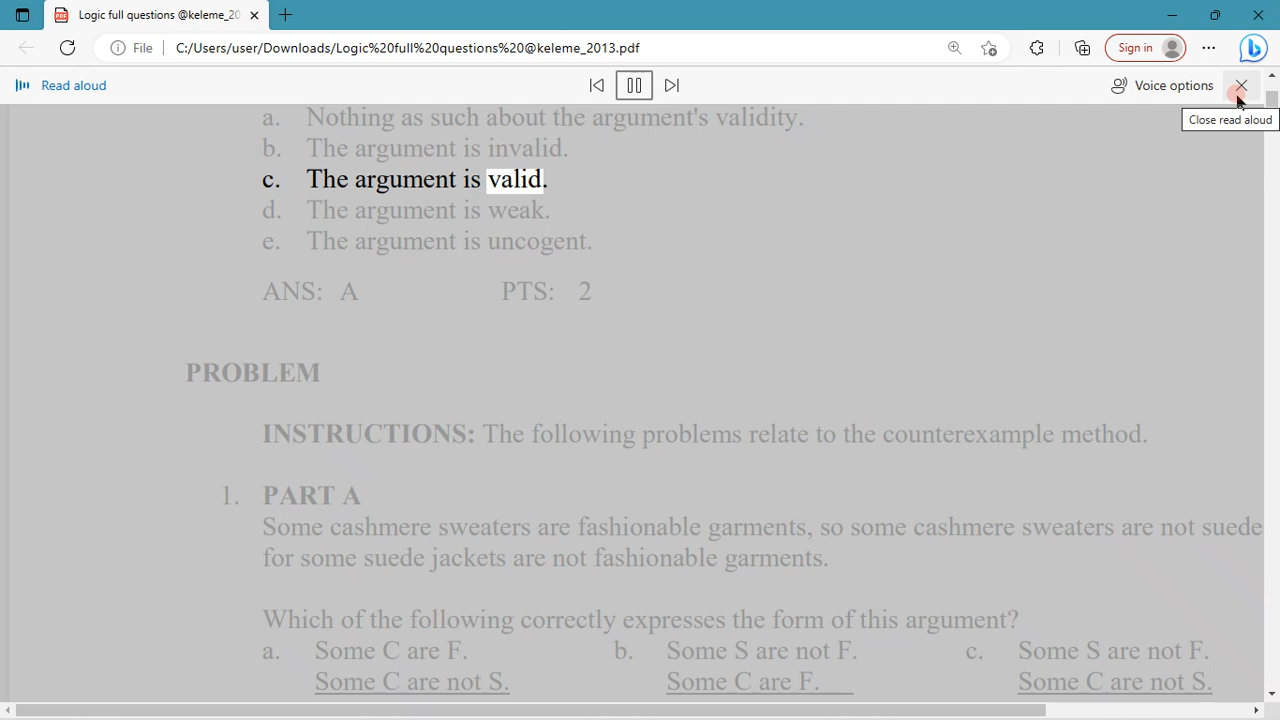 Logic full questions @keleme_20
File
C:/Users/user/Downloads/Logic%20full%20questions%20@keleme_2013.pdf
Sign in
Read aloud
Voice options
Close read aloud
a. Nothing as such about the argument's validity.
b. The argument is invalid.
c. The argument is valid.
d. The argument is weak.
e. The argument is uncogent.
ANS: A PTS: 2
PROBLEM
INSTRUCTIONS: The following problems relate to the counterexample method.
1. PART A
Some cashmere sweaters are fashionable garments, so some cashmere sweaters are not suede
for some suede jackets are not fashionable garments.
Which of the following correctly expresses the form of this argument?
a. Some C are F. b. Some S are not F. c. Some S are not F.
Some C are not S. Some C are F. Some C are not S.